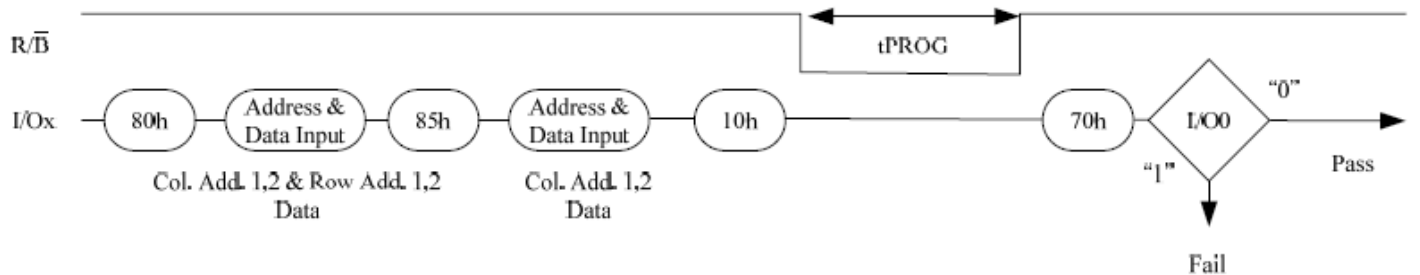 R/B̅
tPROG
I/Ox
80h
Address &
Data Input
85h
Address &
Data Input
10h
70h
I/O0
“0”
“1”
Pass
Col. Add. 1,2 & Row Add. 1,2
Data
Col. Add. 1,2
Data
Fail